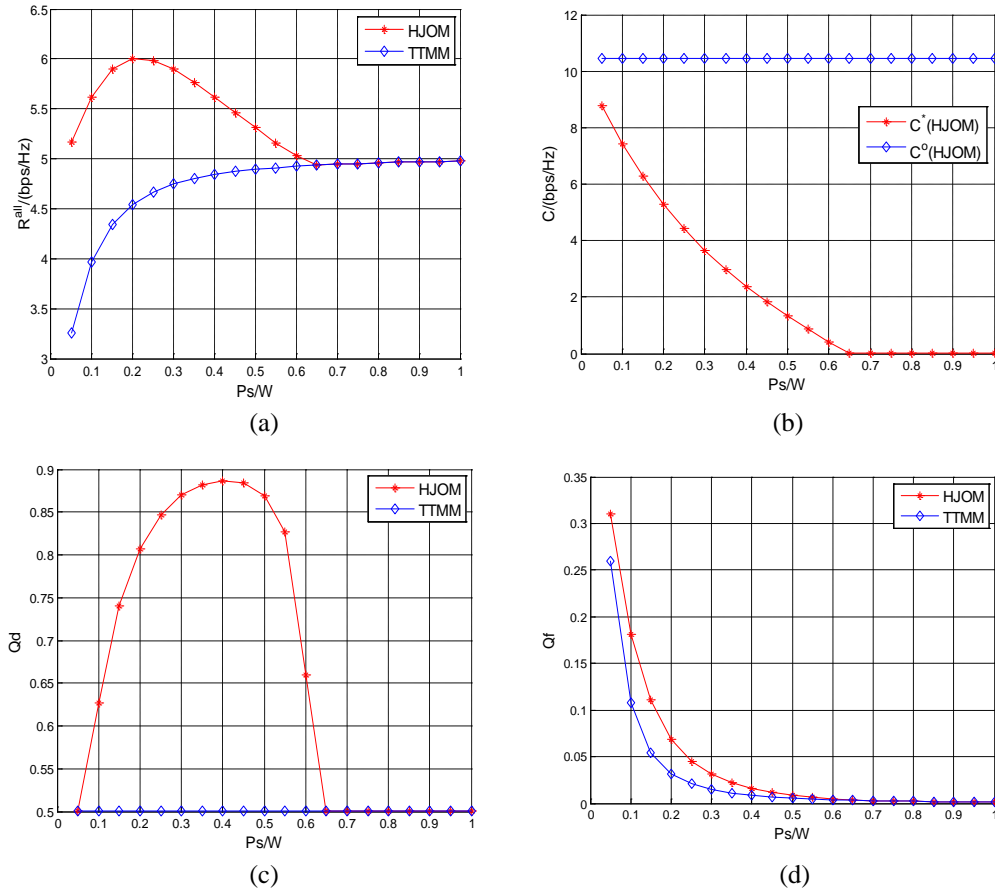 6.5
6
5.5
5
4.5
4
3.5
3
R^all/(bps/Hz)
HJOM
TTMM
0 0.1 0.2 0.3 0.4 0.5 0.6 0.7 0.8 0.9 1
Ps/W
(a)
12
10
8
6
4
2
0
C/(bps/Hz)
C*(HJOM)
C^o(HJOM)
0 0.1 0.2 0.3 0.4 0.5 0.6 0.7 0.8 0.9 1
Ps/W
(b)
0.9
0.85
0.8
0.75
0.7
0.65
0.6
0.55
0.5
Qd
HJOM
TTMM
0 0.1 0.2 0.3 0.4 0.5 0.6 0.7 0.8 0.9 1
Ps/W
(c)
0.35
0.3
0.25
0.2
0.15
0.1
0.05
0
Qf
HJOM
TTMM
0 0.1 0.2 0.3 0.4 0.5 0.6 0.7 0.8 0.9 1
Ps/W
(d)